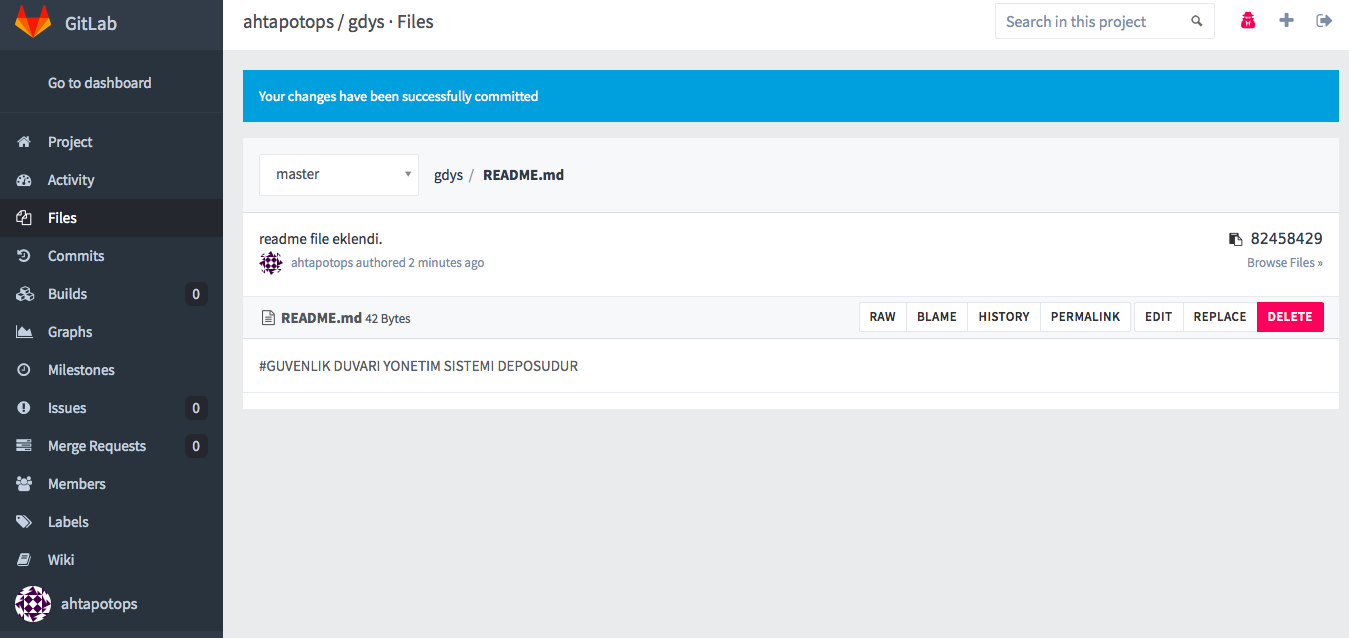 GitLab
ahtapotops / gdys · Files
Search in this project
Go to dashboard
Your changes have been successfully committed
Project
Activity
Files
Commits
Builds 0
Graphs
Milestones
Issues 0
Merge Requests 0
Members
Labels
Wiki
ahtapotops
master
gdys / README.md
readme file eklendi.
82458429
ahtapotops authored 2 minutes ago
Browse Files »
README.md 42 Bytes
RAW BLAME HISTORY PERMALINK EDIT REPLACE DELETE
#GUVENLIK DUVARI YONETIM SISTEMI DEPOSUDUR